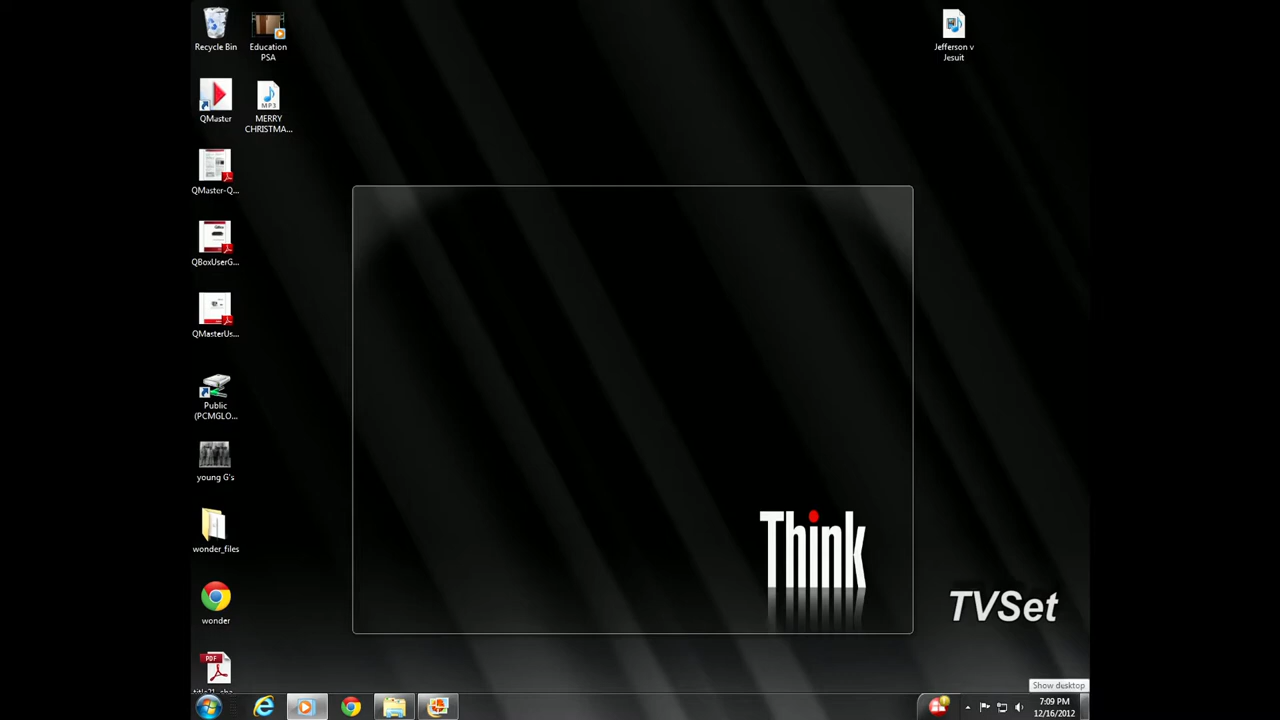 Recycle Bin
Education
PSA
Jefferson v
Jesuit
QMaster
MP3
MERRY
CHRISTMA...
QMaster-Q...
QBoxUserG...
QMasterUs...
Public
(PCMGLO...
young G's
wonder_files
wonder
PDF
Think
TVSet
Show desktop
7:09 PM
12/16/2012